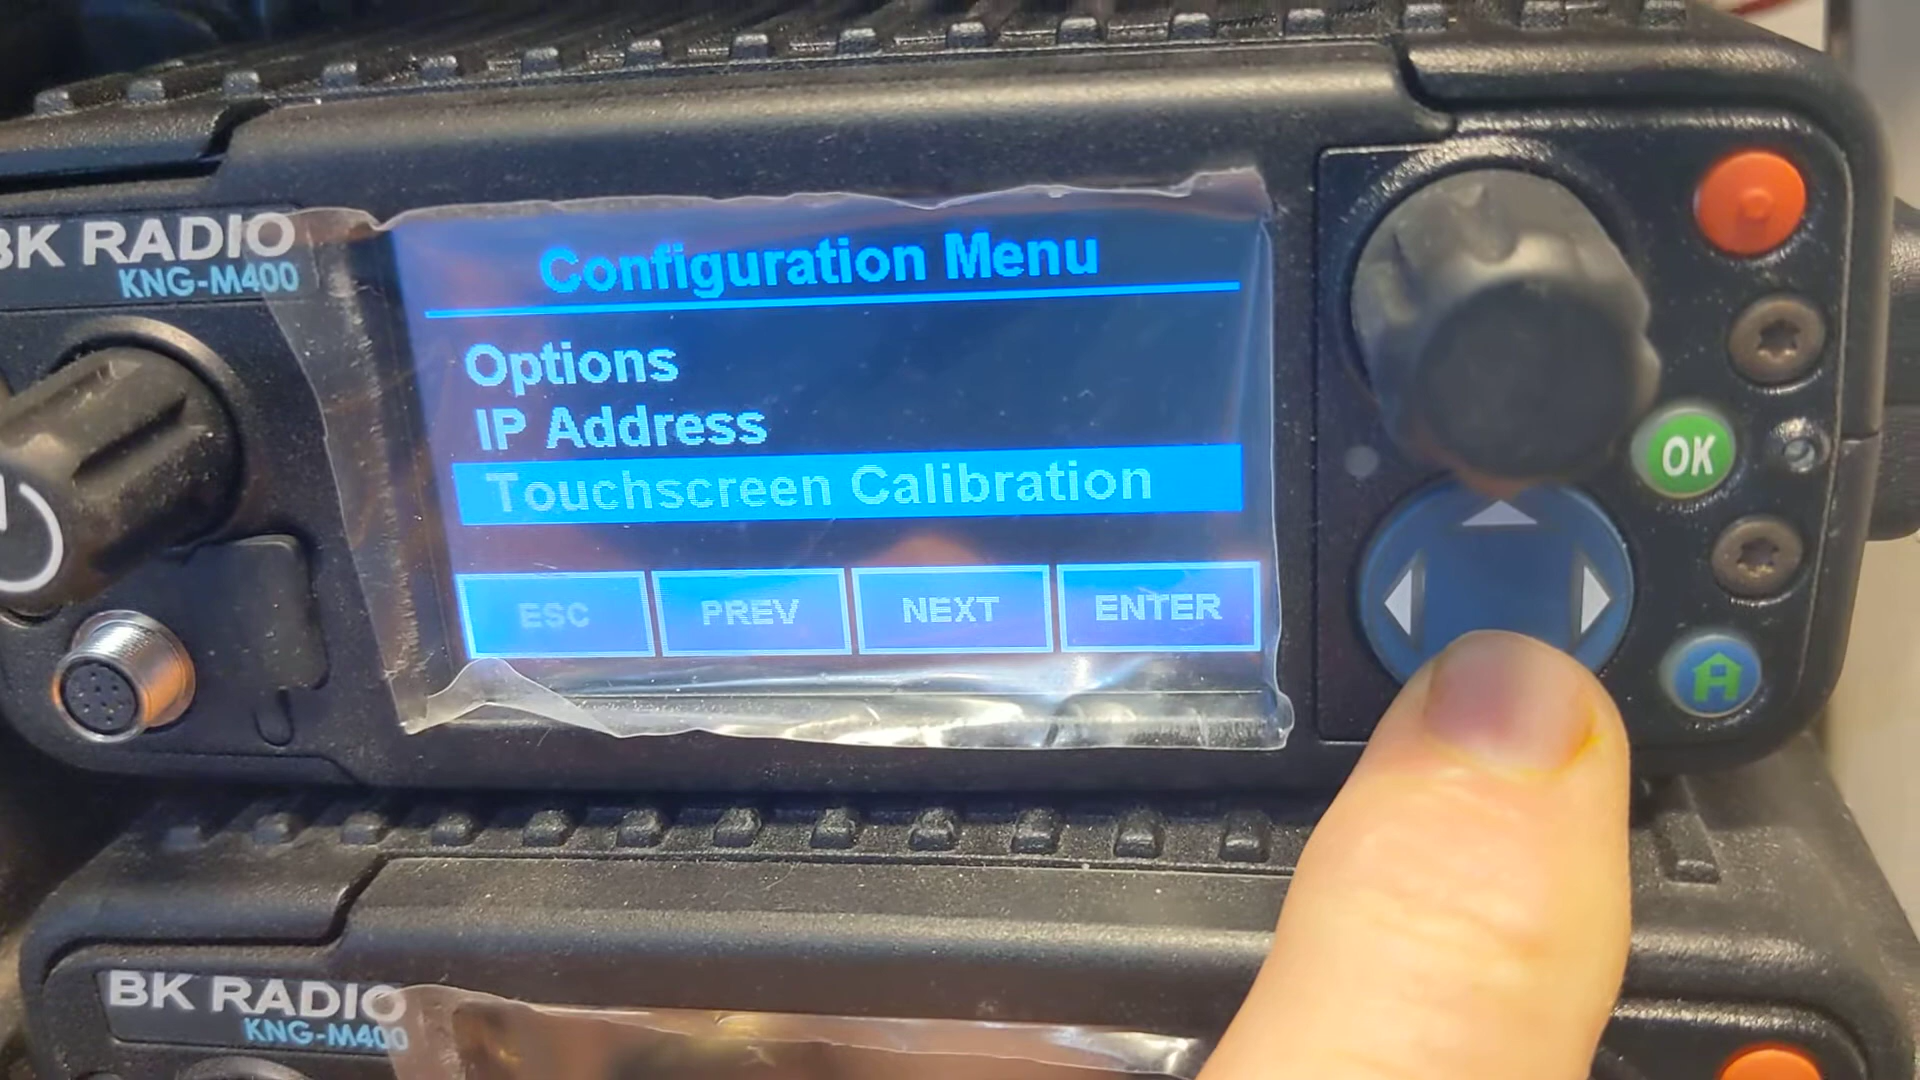 BK RADIO
KNG-M400
Configuration Menu
Options
IP Address
Touchscreen Calibration
ESC PREV NEXT ENTER
OK
BK RADIO
KNG-M400